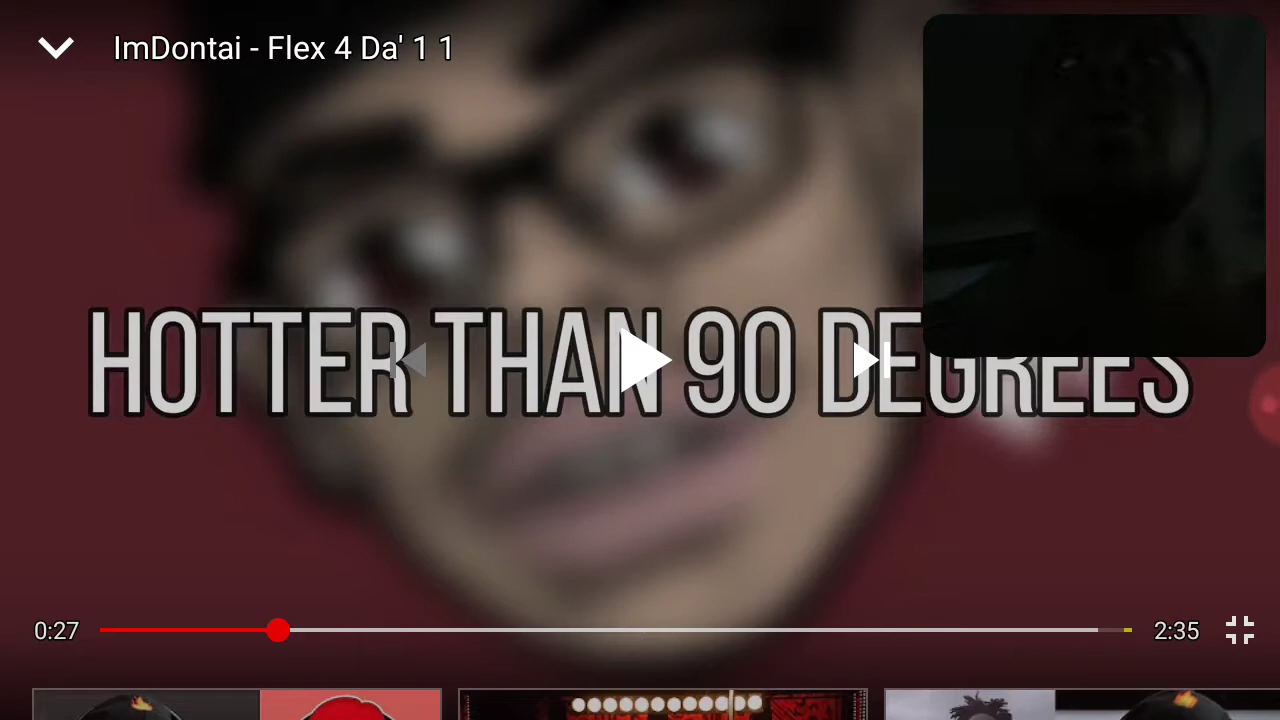 ImDontai - Flex 4 Da' 1 1
HOTTER THAN 90 DEGREES
0:27
2:35